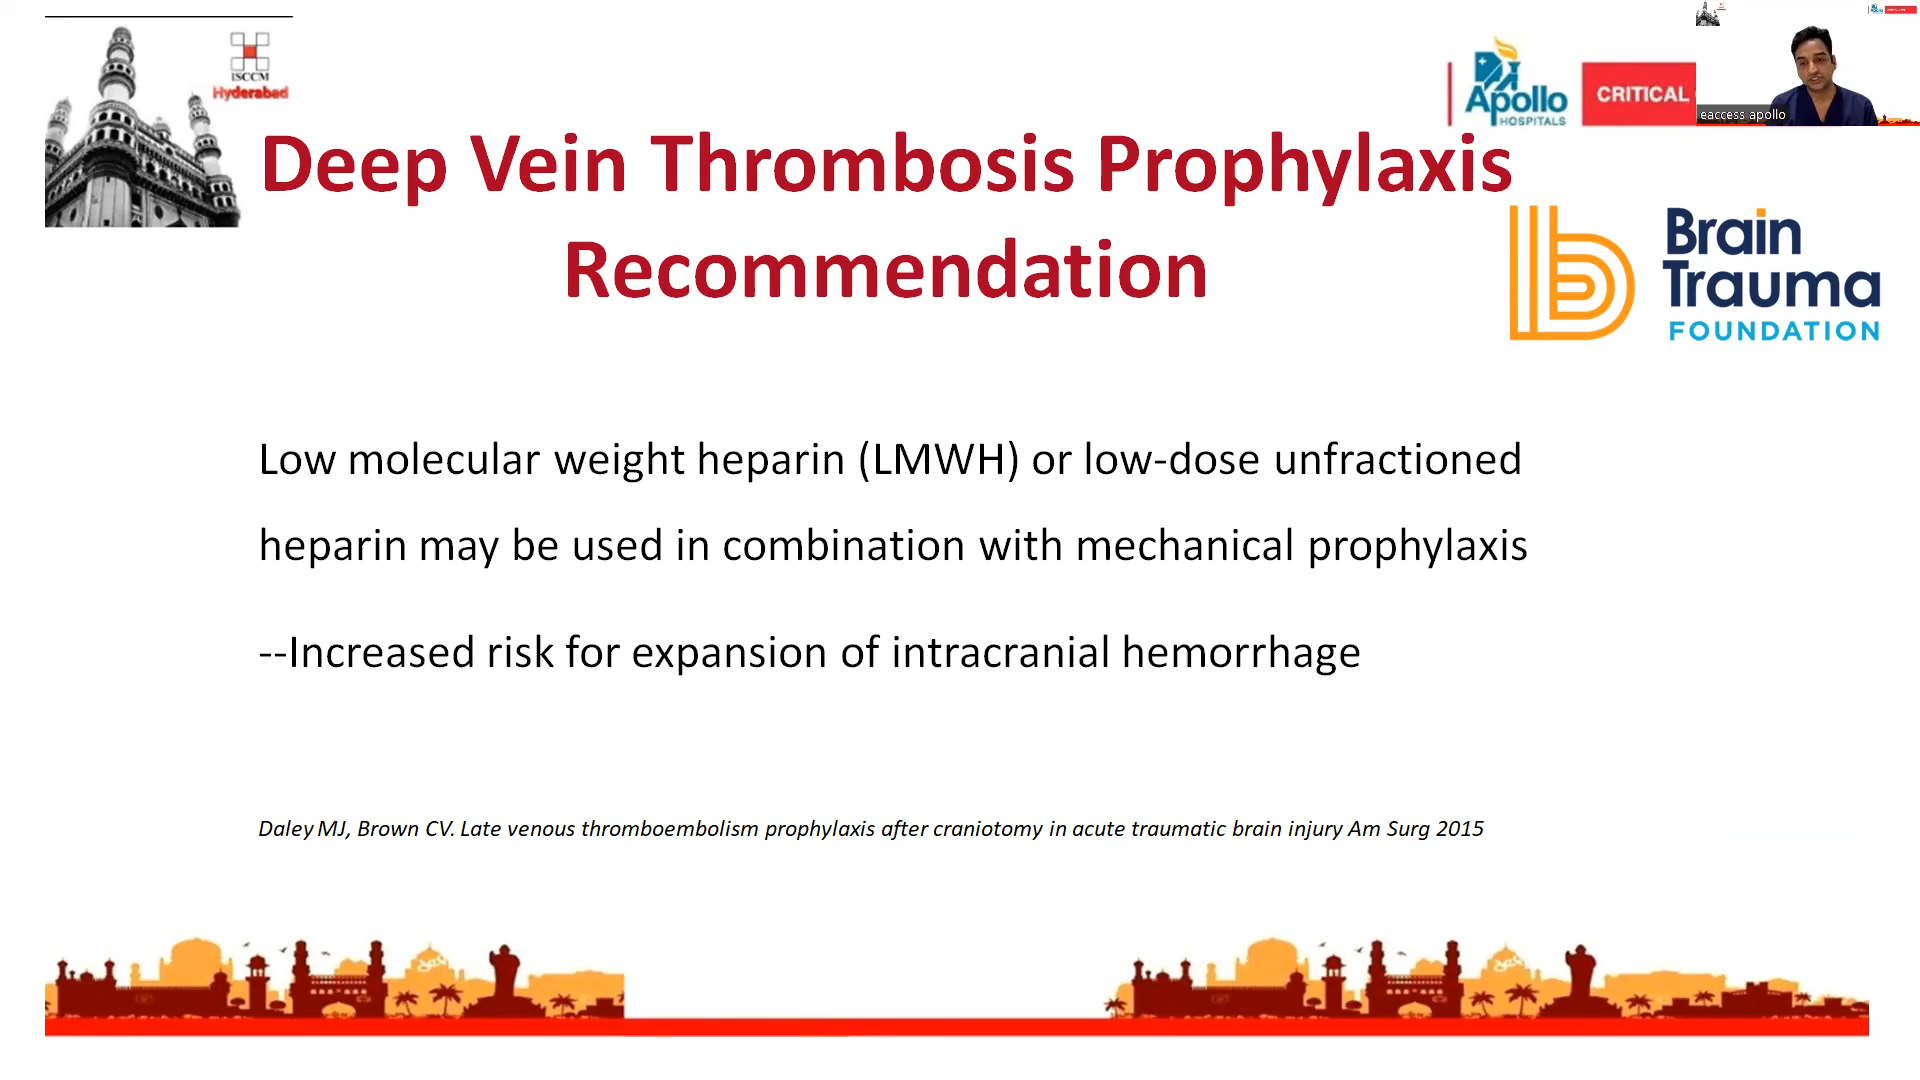 ISCCM
Hyderabad
Apollo
HOSPITALS
CRITICAL
eaccess apollo
Deep Vein Thrombosis Prophylaxis
Recommendation
Brain
Trauma
FOUNDATION
Low molecular weight heparin (LMWH) or low-dose unfractioned
heparin may be used in combination with mechanical prophylaxis
--Increased risk for expansion of intracranial hemorrhage
Daley MJ, Brown CV. Late venous thromboembolism prophylaxis after craniotomy in acute traumatic brain injury Am Surg 2015